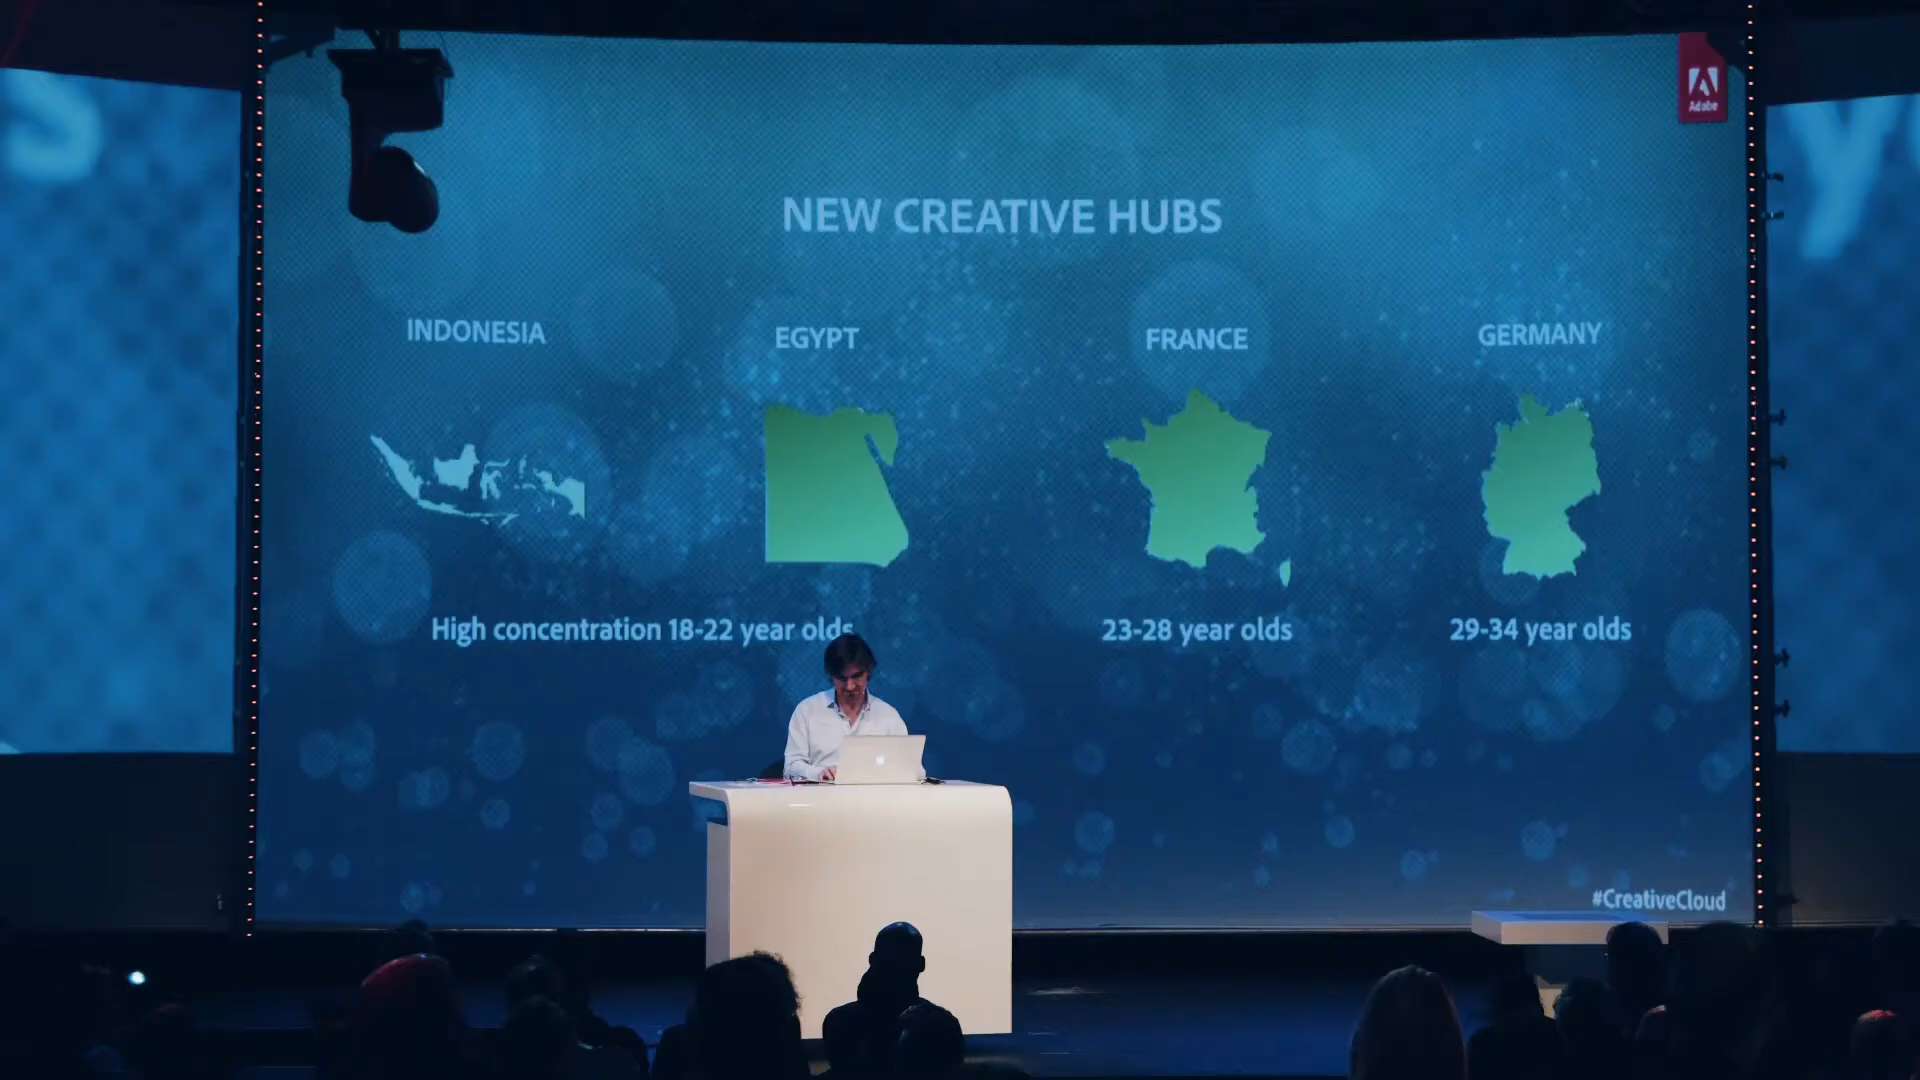 Adobe
NEW CREATIVE HUBS
INDONESIA
EGYPT
FRANCE
GERMANY
High concentration 18-22 year olds
23-28 year olds
29-34 year olds
#CreativeCloud